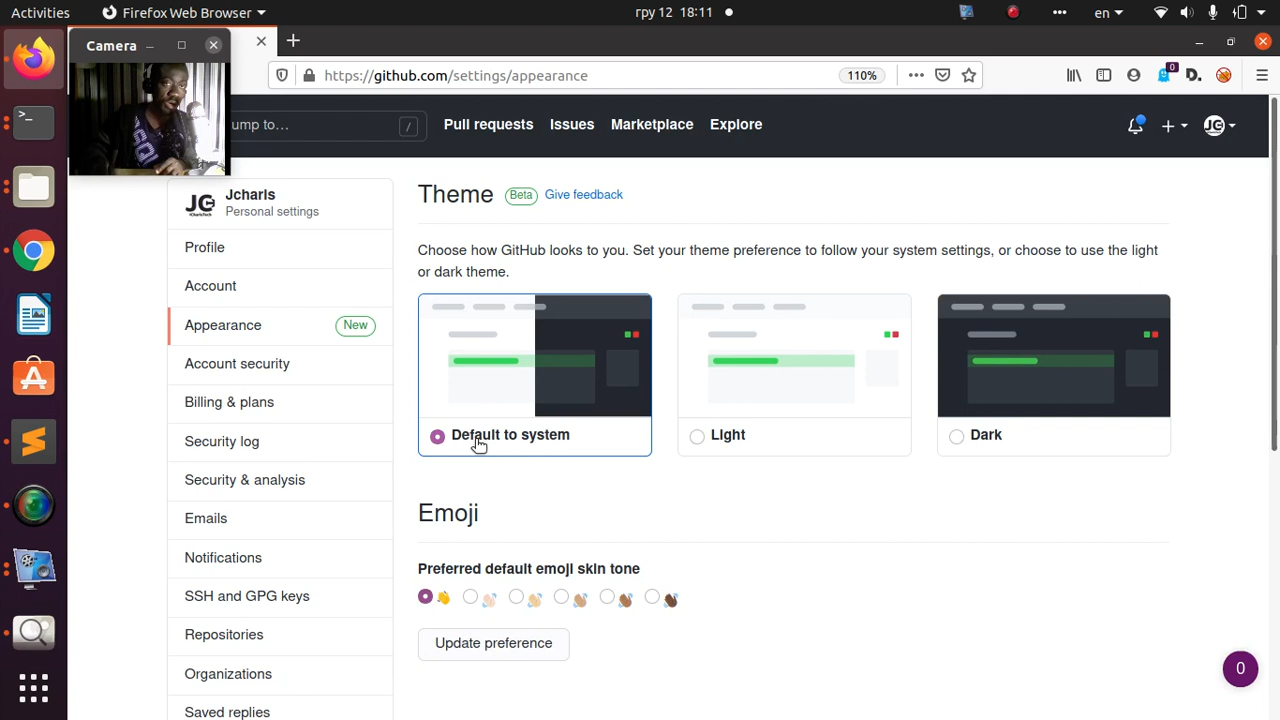 Activities
Firefox Web Browser
гру 12 18:11
en
Camera
https://github.com/settings/appearance
110%
0
D.
ump to…
/
Pull requests
Issues
Marketplace
Explore
JC
JC
Jcharis
Personal settings
Profile
Account
Appearance
New
Account security
Billing & plans
Security log
Security & analysis
Emails
Notifications
SSH and GPG keys
Repositories
Organizations
Saved replies
Theme
Beta
Give feedback
Choose how GitHub looks to you. Set your theme preference to follow your system settings, or choose to use the light
or dark theme.
Default to system
Light
Dark
Emoji
Preferred default emoji skin tone
Update preference
0